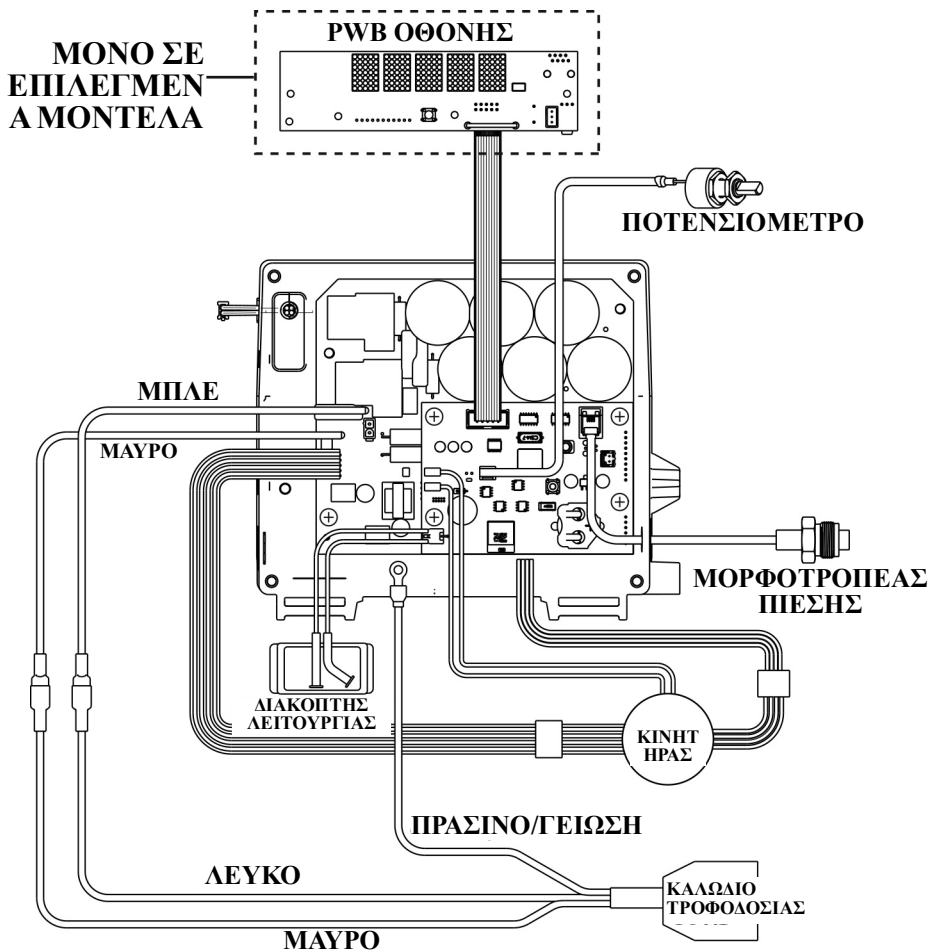 PWB ΟΘΟΝΗΣ
ΜΟΝΟ ΣΕ
ΕΠΙΛΕΓΜΕΝ
Α ΜΟΝΤΕΛΑ
ΠΟΤΕΝΣΙΟΜΕΤΡΟ
ΜΠΛΕ
ΜΑΥΡΟ
ΜΟΡΦΟΤΡΟΠΕΑΣ
ΠΙΕΣΗΣ
ΔΙΑΚΟΠΤΗΣ
ΛΕΙΤΟΥΡΓΙΑΣ
ΚΙΝΗΤ
ΗΡΑΣ
ΠΡΑΣΙΝΟ/ΓΕΙΩΣΗ
ΛΕΥΚΟ
ΚΑΛΩΔΙΟ
ΤΡΟΦΟΔΟΣΙΑΣ
ΜΑΥΡΟ